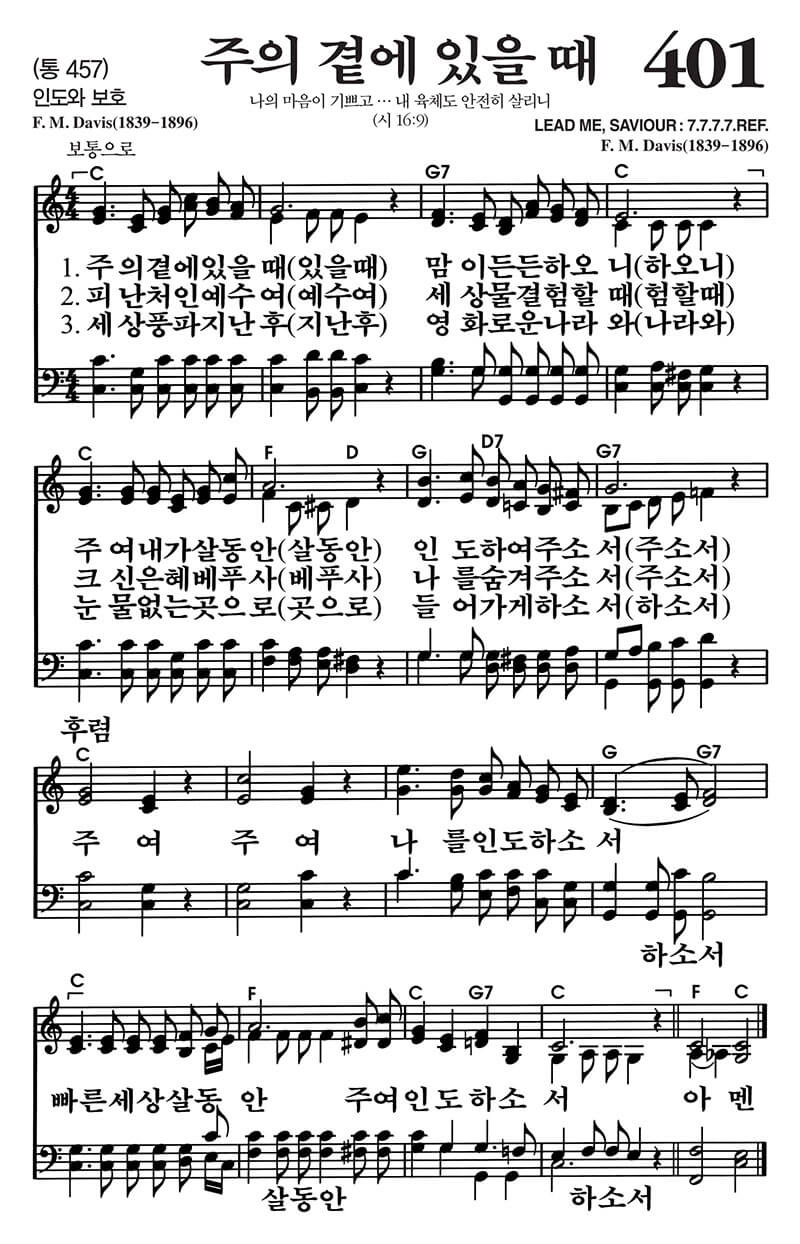 (통 457)
주의 곁에 있을 때
401
인도와 보호
나의 마음이 기쁘고 … 내 육체도 안전히 살리니
(시 16:9)
F. M. Davis(1839-1896)
LEAD ME, SAVIOUR : 7.7.7.7.REF.
F. M. Davis(1839-1896)
보통으로
C G7 C
1. 주의곁에있을때(있을때) 맘이든든하오니(하오니)
2. 피난처인예수여(예수여) 세상물결험할때(험할때)
3. 세상풍파지난후(지난후) 영화로운나라와(나라와)
C F D G D7 G7
주여내가살동안(살동안) 인도하여주소서(주소서)
크신은혜베푸사(베푸사) 나를숨겨주소서(주소서)
눈물없는곳으로(곳으로) 들어가게하소서(하소서)
후렴
C G G7
주여 주여 나를인도하소서
하소서
C F C G7 C F C
빠른세상살동안 주여인도하소서 아멘
살동안 하소서